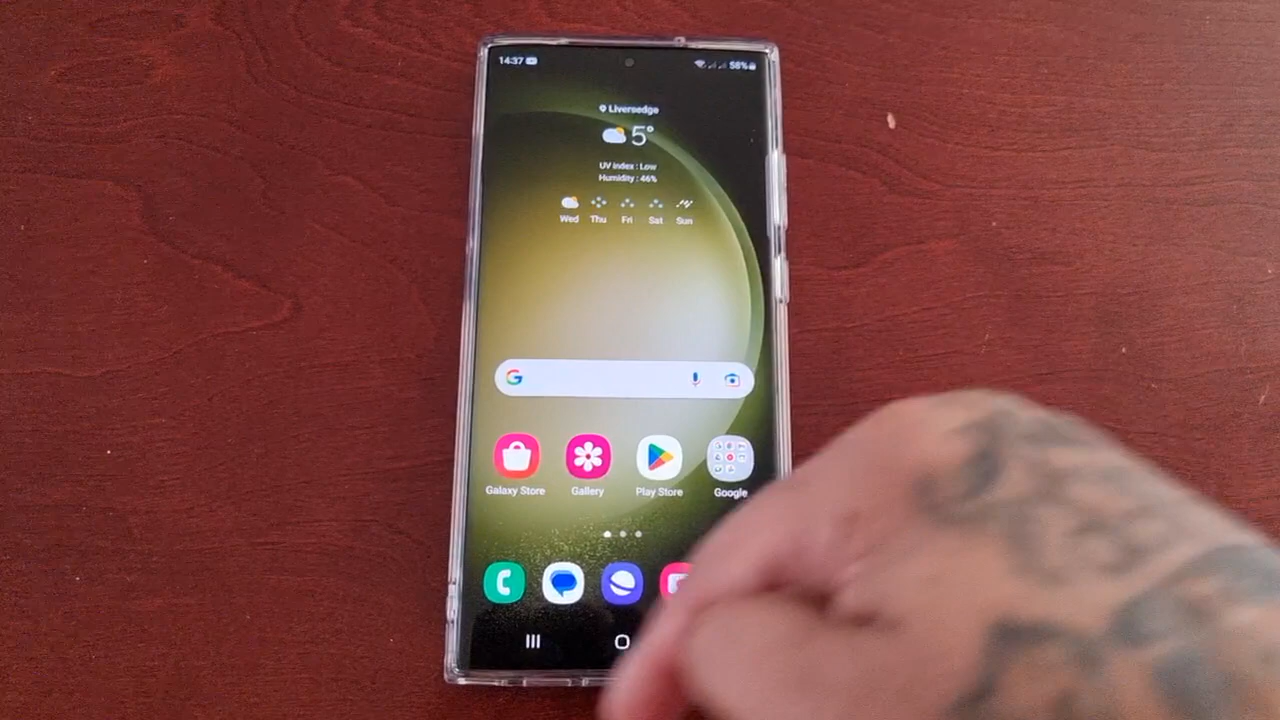 14:37
58%
Liversedge
5°
UV index : Low
Humidity : 46%
Wed Thu Fri Sat Sun
G
Galaxy Store Gallery Play Store Google